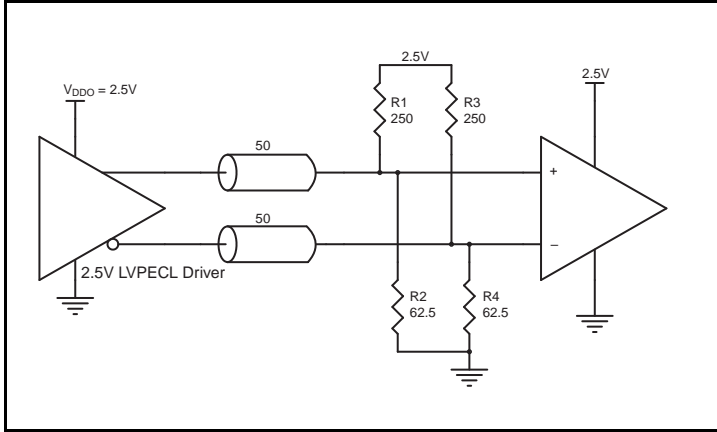 2.5V
V_DDO = 2.5V
2.5V
R1
250
R3
250
50
+
50
−
2.5V LVPECL Driver
R2
62.5
R4
62.5